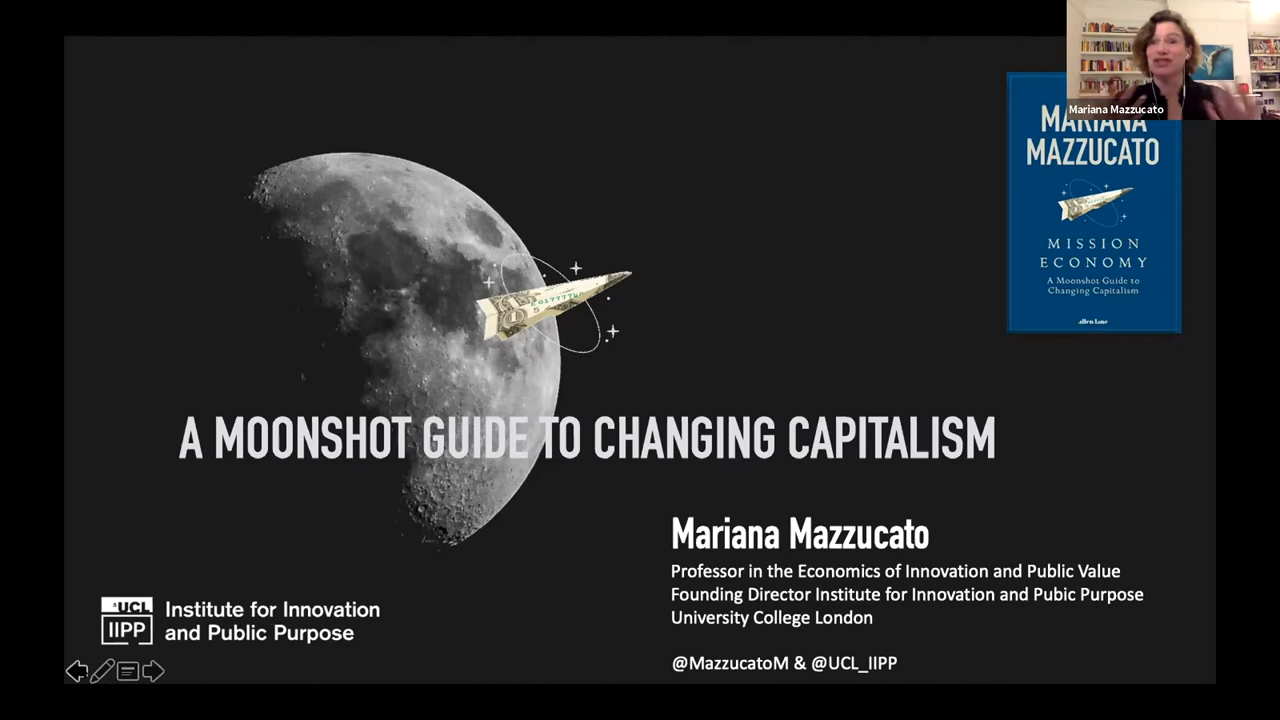 Mariana Mazzucato
MARIANA
MAZZUCATO
MISSION
ECONOMY
A Moonshot Guide to
Changing Capitalism
allen lane
A MOONSHOT GUIDE TO CHANGING CAPITALISM
Mariana Mazzucato
Professor in the Economics of Innovation and Public Value
Founding Director Institute for Innovation and Pubic Purpose
University College London
@MazzucatoM & @UCL_IIPP
UCL
IIPP
Institute for Innovation
and Public Purpose